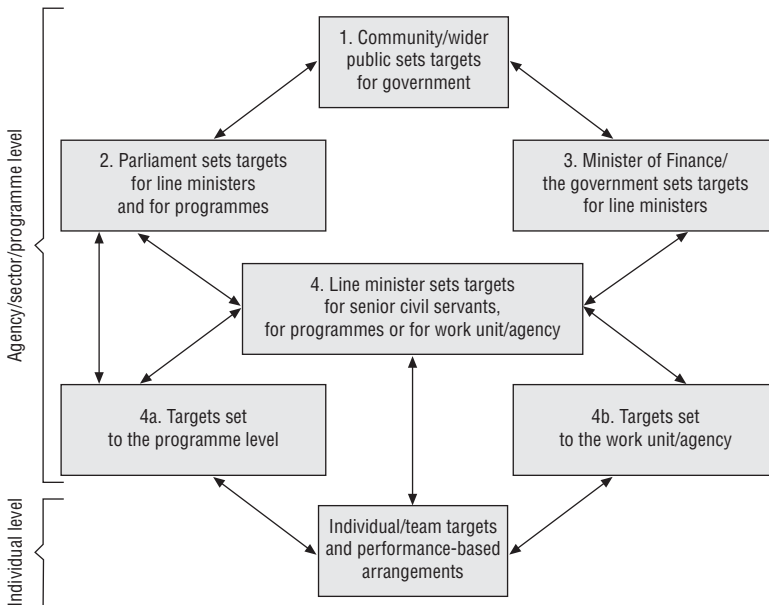 1. Community/wider
public sets targets
for government
2. Parliament sets targets
for line ministers
and for programmes
3. Minister of Finance/
the government sets targets
for line ministers
4. Line minister sets targets
for senior civil servants,
for programmes or for work unit/agency
4a. Targets set
to the programme level
4b. Targets set
to the work unit/agency
Individual/team targets
and performance-based
arrangements
Agency/sector/programme level
Individual level